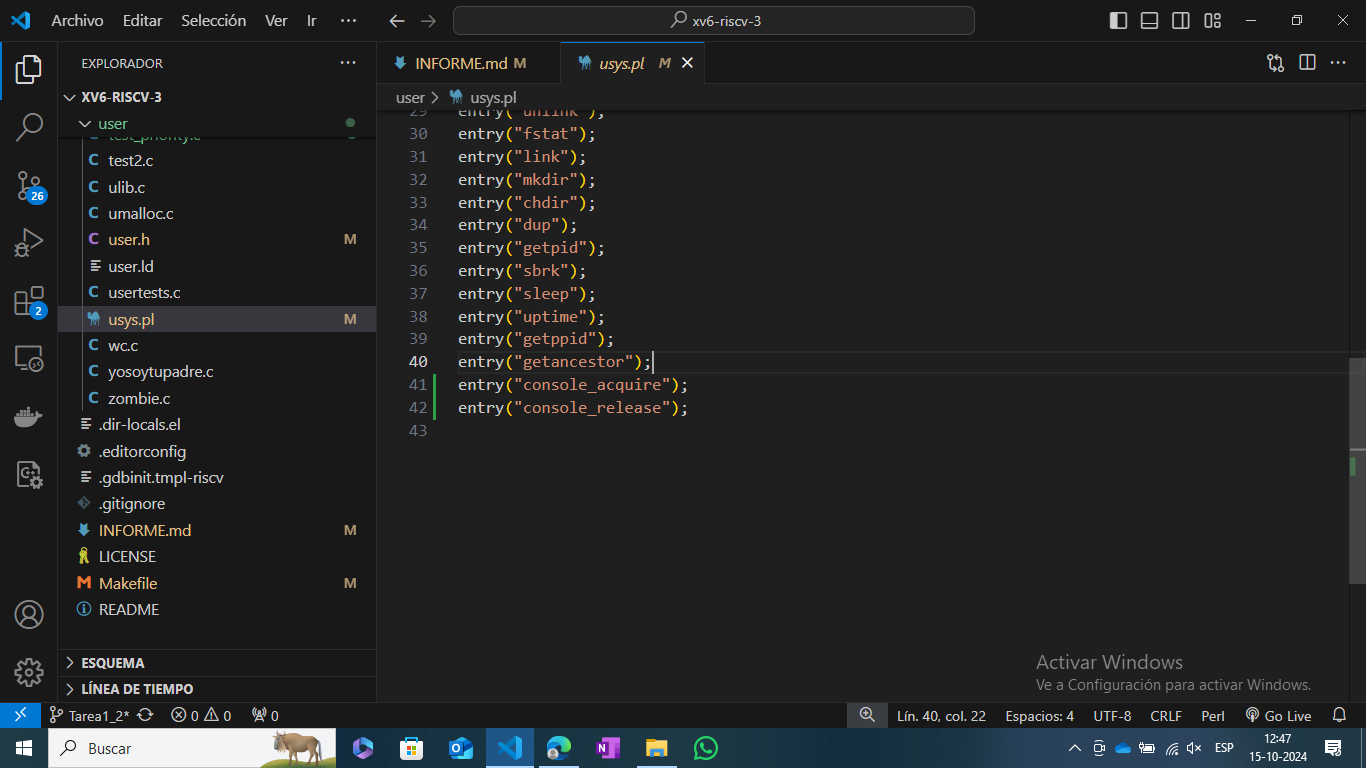 Archivo Editar Selección Ver Ir ···
xv6-riscv-3
EXPLORADOR ···
XV6-RISCV-3
user
test_priority.c
test2.c
ulib.c
umalloc.c
user.h M
user.ld
usertests.c
usys.pl M
wc.c
yosoytupadre.c
zombie.c
.dir-locals.el
.editorconfig
.gdbinit.tmpl-riscv
.gitignore
INFORME.md M
LICENSE
Makefile M
README
ESQUEMA
LÍNEA DE TIEMPO
26
2
INFORME.md M
usys.pl M
user > usys.pl
29 entry("unlink");
30 entry("fstat");
31 entry("link");
32 entry("mkdir");
33 entry("chdir");
34 entry("dup");
35 entry("getpid");
36 entry("sbrk");
37 entry("sleep");
38 entry("uptime");
39 entry("getppid");
40 entry("getancestor");
41 entry("console_acquire");
42 entry("console_release");
43
Activar Windows
Ve a Configuración para activar Windows.
Tarea1_2* 0 0 0 Lín. 40, col. 22 Espacios: 4 UTF-8 CRLF Perl Go Live
Buscar
ESP
12:47
15-10-2024